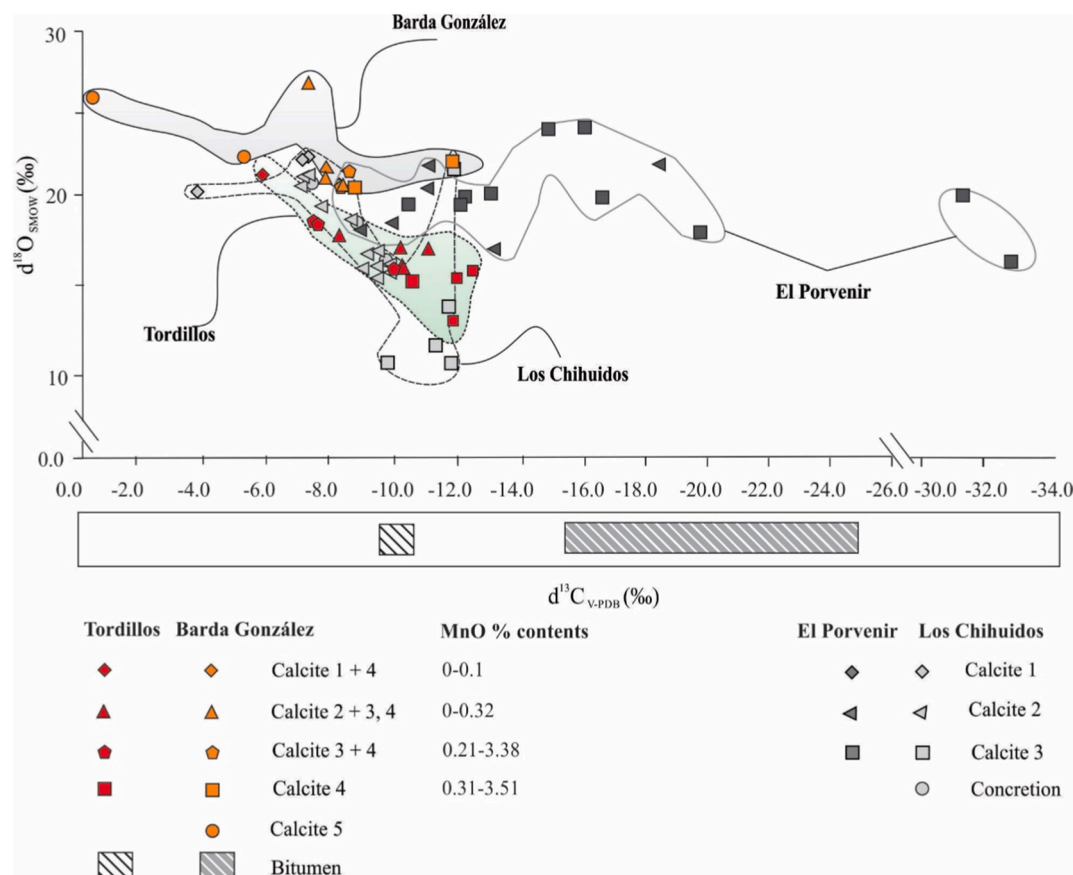 Barda González
30
20
10
0.0
d¹⁸O SMOW (‰)
Tordillos
El Porvenir
Los Chihuidos
0.0 -2.0 -4.0 -6.0 -8.0 -10.0 -12.0 -14.0 -16.0 -18.0 -20.0 -22.0 -24.0 -26.0 -30.0 -32.0 -34.0
d¹³C V-PDB (‰)
Tordillos Barda González MnO % contents El Porvenir Los Chihuidos
Calcite 1 + 4 0-0.1 Calcite 1
Calcite 2 + 3, 4 0-0.32 Calcite 2
Calcite 3 + 4 0.21-3.38 Calcite 3
Calcite 4 0.31-3.51 Concretion
Calcite 5
Bitumen